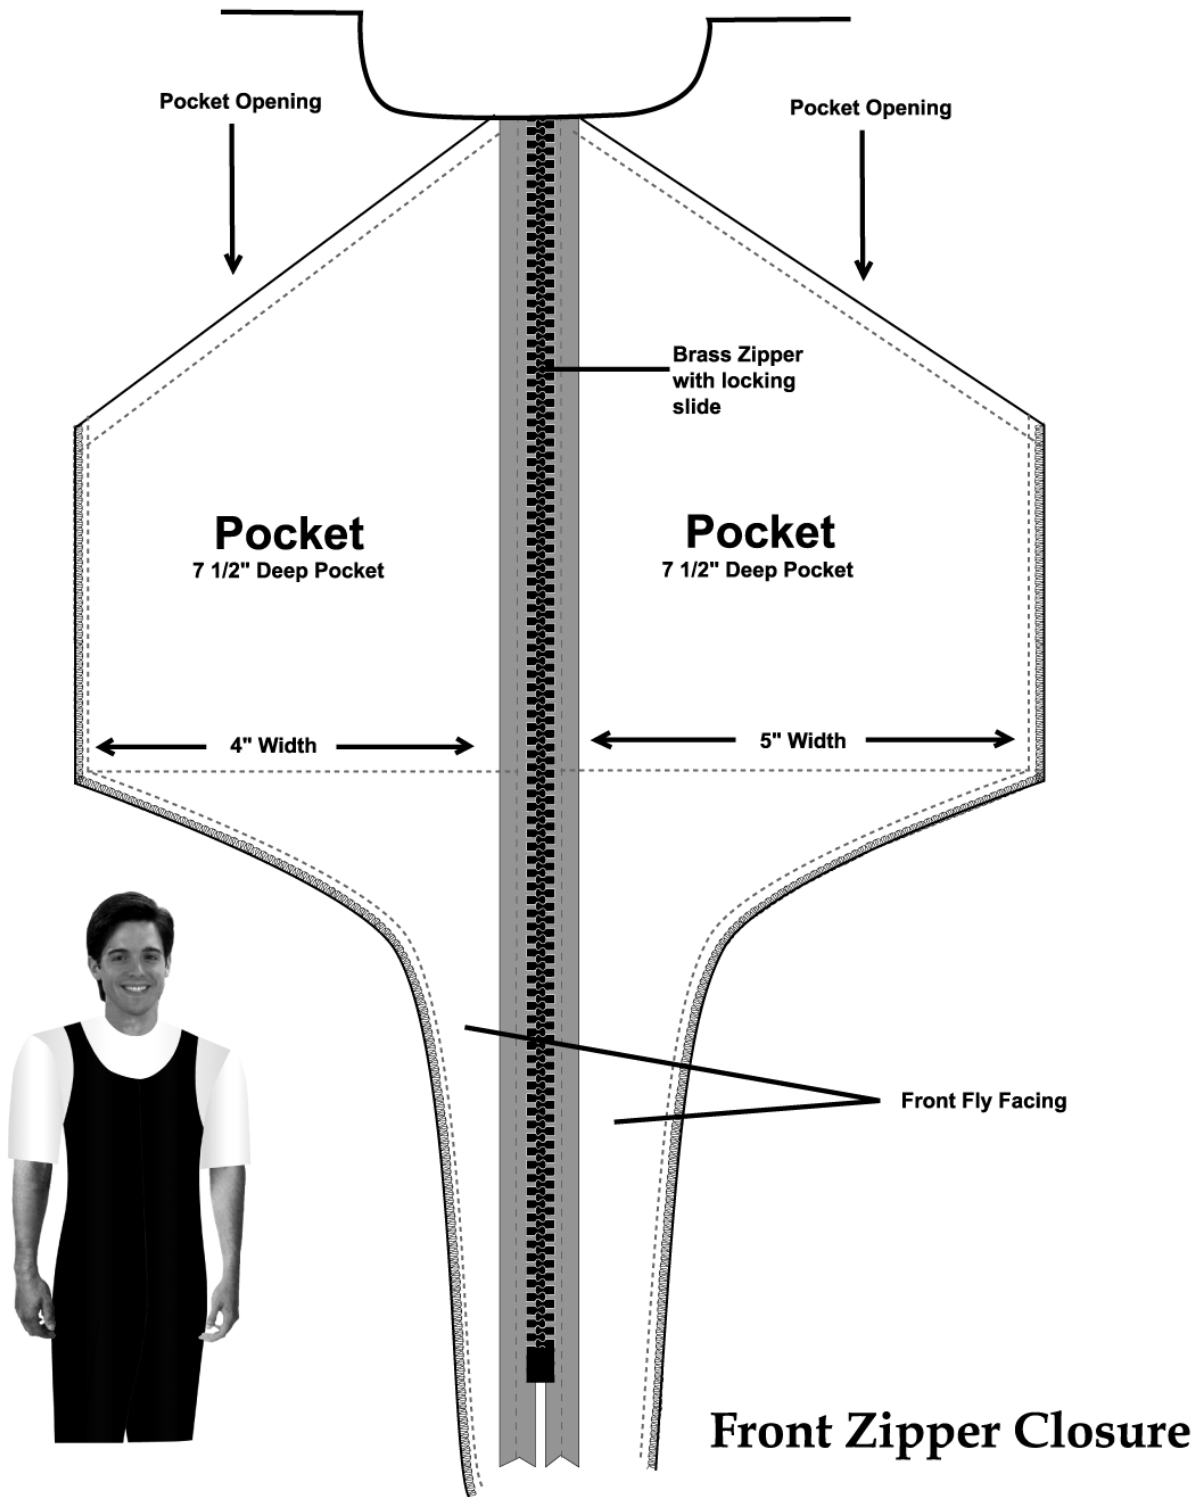 Pocket Opening
Pocket Opening
Brass Zipper
with locking
slide
Pocket
7 1/2" Deep Pocket
Pocket
7 1/2" Deep Pocket
4" Width
5" Width
Front Fly Facing
Front Zipper Closure